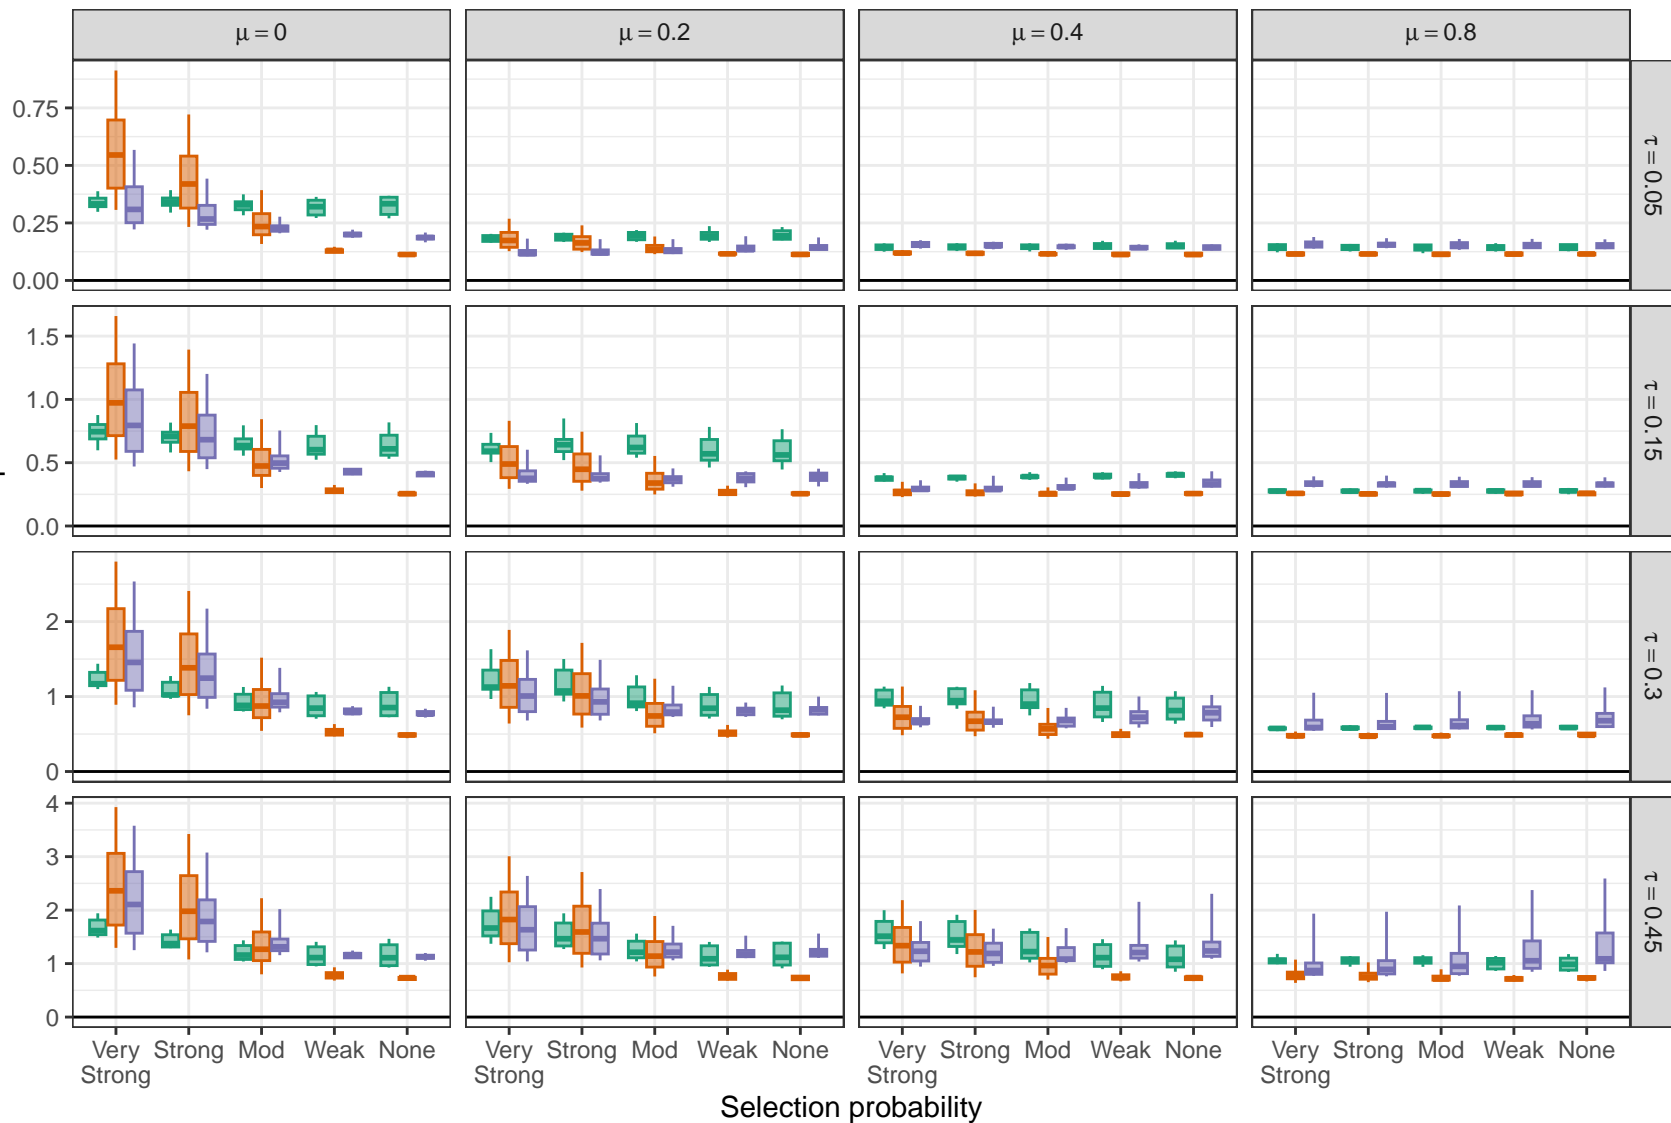 μ = 0
μ = 0.2
μ = 0.4
μ = 0.8
0.75
0.50
0.25
0.00
τ = 0.05
1.5
1.0
0.5
0.0
τ = 0.15
2
1
0
τ = 0.3
4
3
2
1
0
τ = 0.45
Very Strong Mod Weak None Very Strong Mod Weak None Very Strong Mod Weak None Very Strong Mod Weak None
Strong Strong Strong Strong
Selection probability